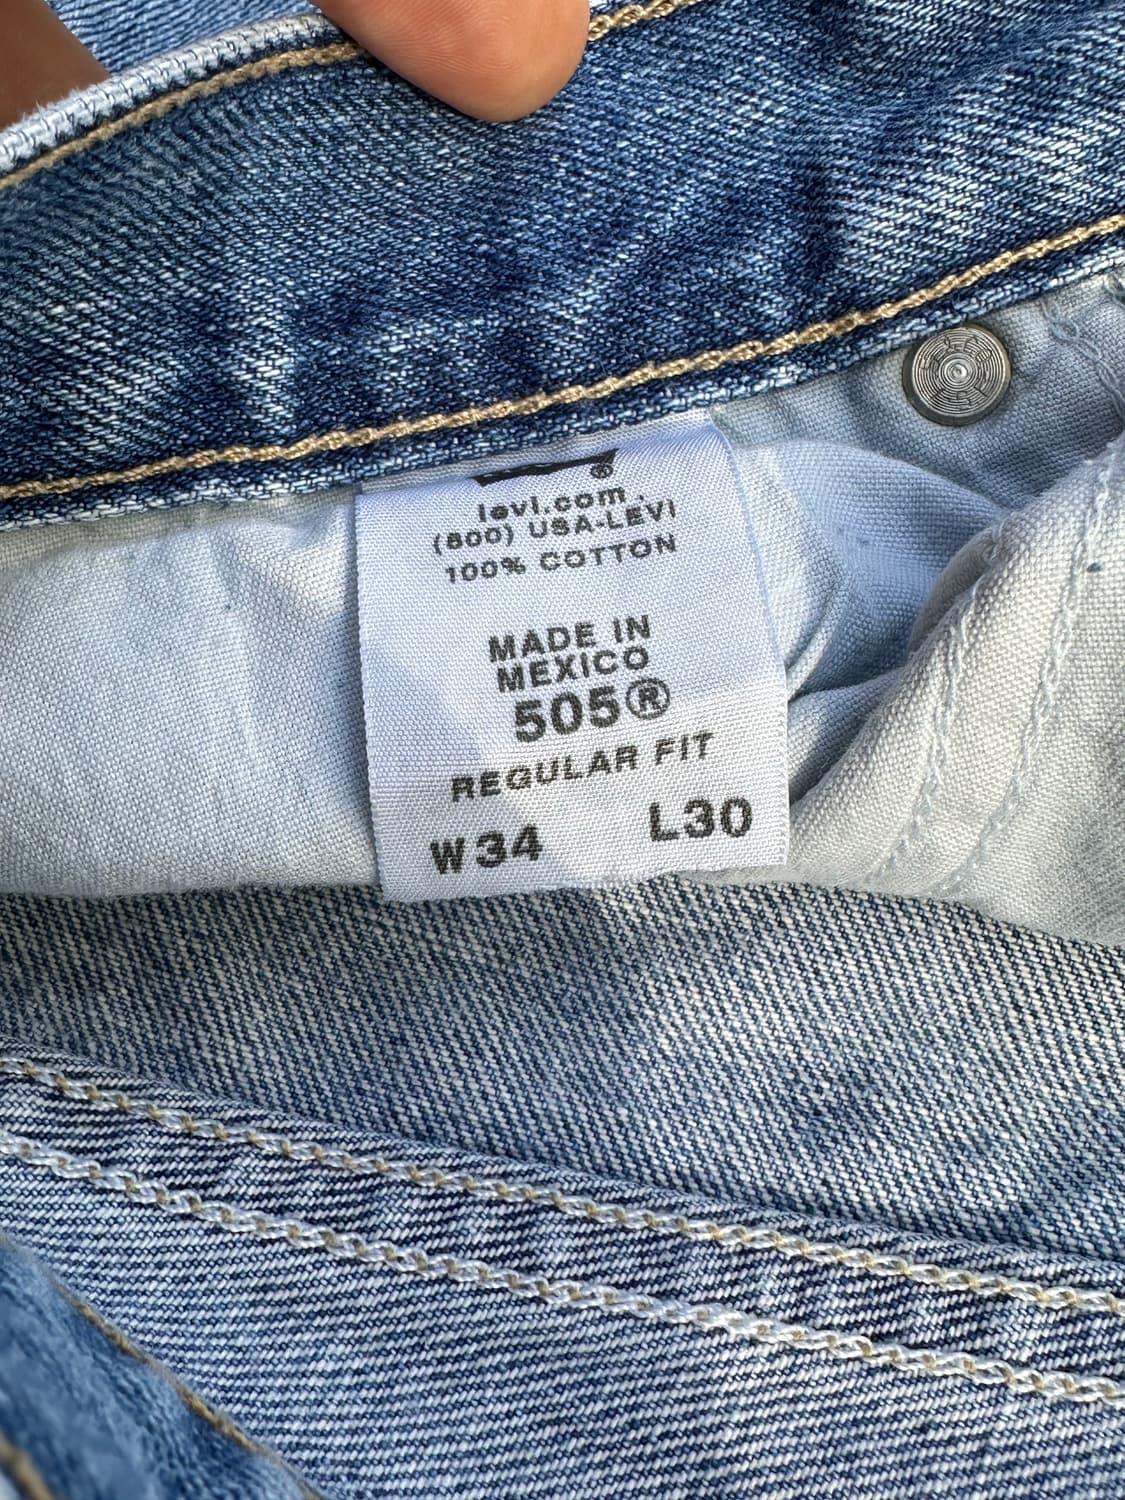 ®
levi.com
(800) USA-LEVI
100% COTTON
MADE IN
MEXICO
505®
REGULAR FIT
W34 L30